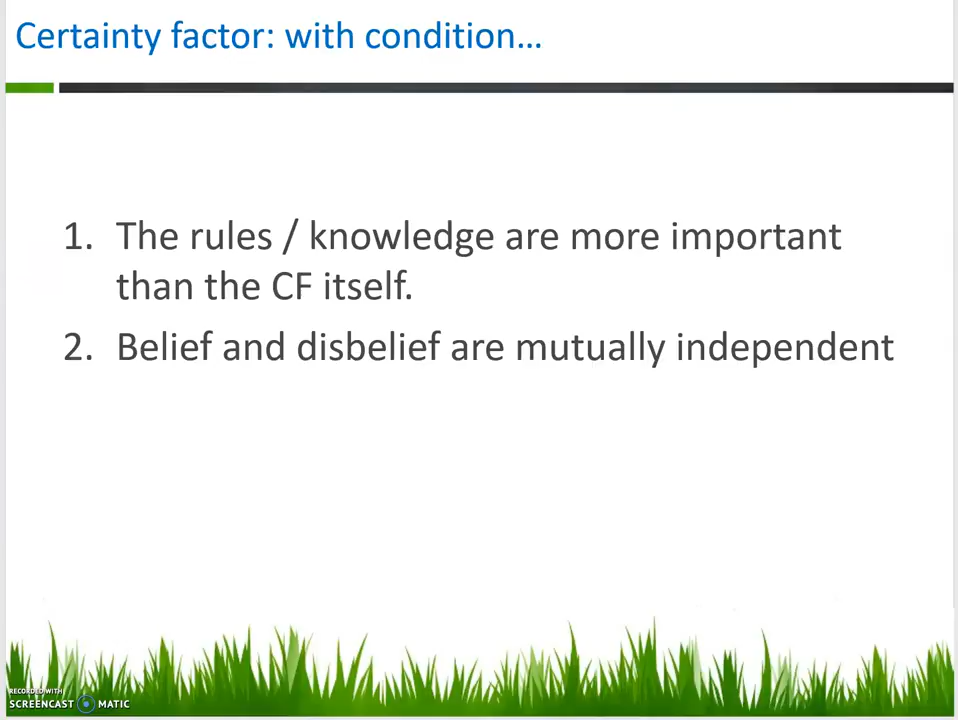 Certainty factor: with condition...
1. The rules / knowledge are more important
than the CF itself.
2. Belief and disbelief are mutually independent
RECORDED WITH
SCREENCAST MATIC